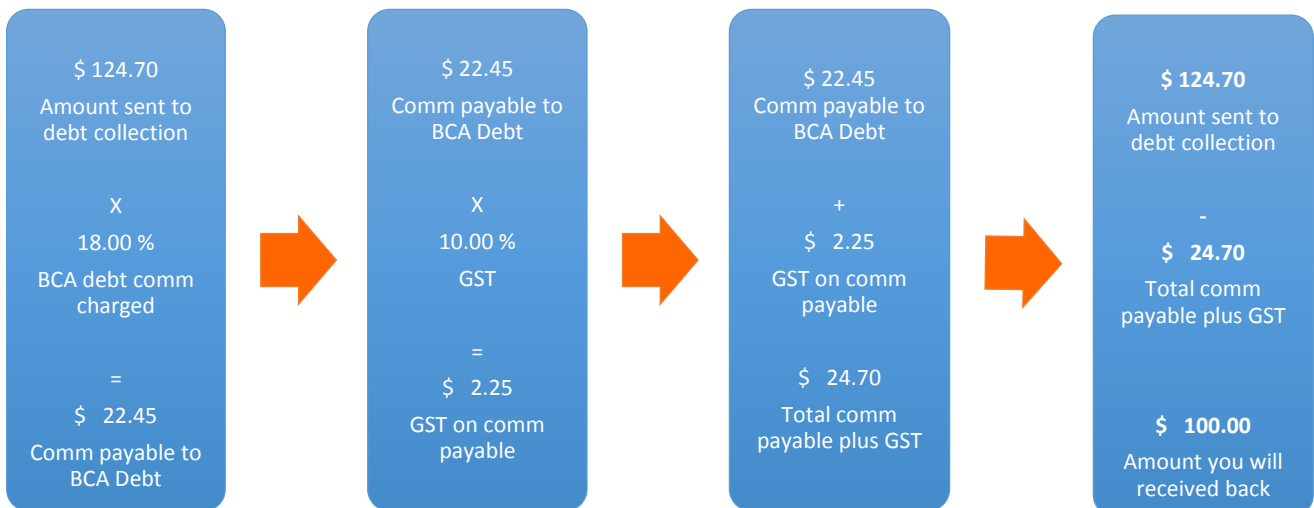 $ 124.70
Amount sent to
debt collection
X
18.00 %
BCA debt comm
charged
=
$ 22.45
Comm payable to
BCA Debt
$ 22.45
Comm payable to
BCA Debt
X
10.00 %
GST
=
$ 2.25
GST on comm
payable
$ 22.45
Comm payable to
BCA Debt
+
$ 2.25
GST on comm
payable
$ 24.70
Total comm
payable plus GST
$ 124.70
Amount sent to
debt collection
-
$ 24.70
Total comm
payable plus GST
$ 100.00
Amount you will
received back